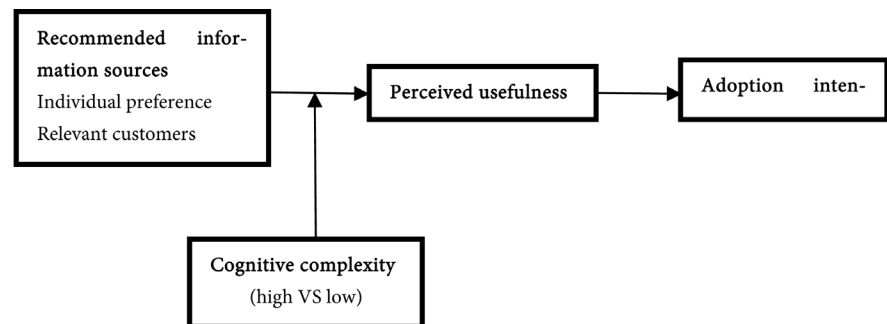 Recommended infor-
mation sources
Individual preference
Relevant customers
Perceived usefulness
Adoption inten-
Cognitive complexity
(high VS low)